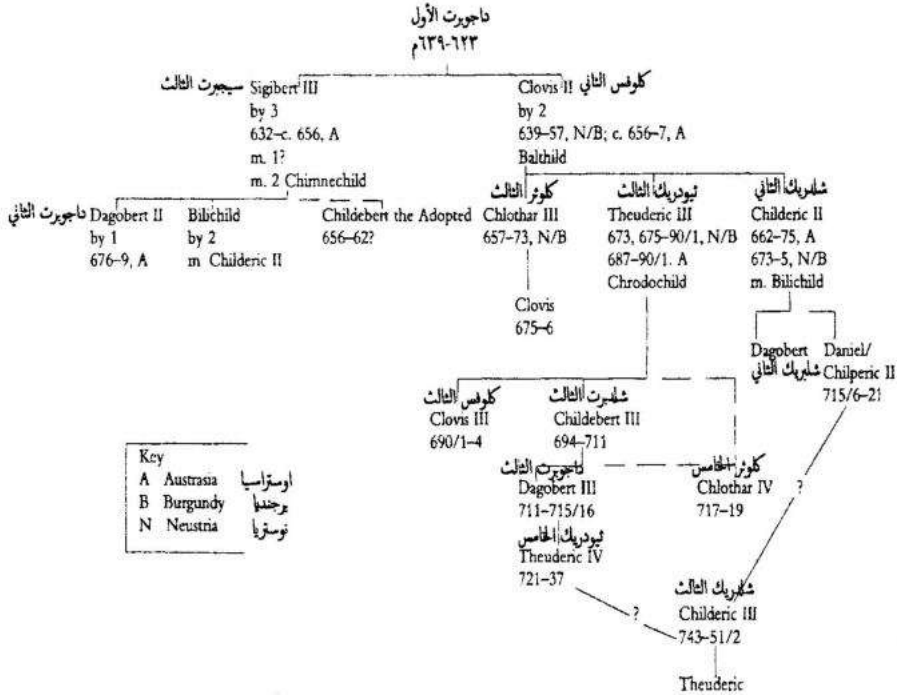 داجوبرت الأول
٦٢٣-٦٣٩م
سيجبرت الثالث Sigibert III
by 3
632–c. 656, A
m. 1?
m. 2 Chimnechild
Clovis II كلوفس الثاني
by 2
639–57, N/B; c. 656–7, A
Balthild
داجوبرت الثاني Dagobert II
by 1
676–9, A
Bilichild
by 2
m Childeric II
Childebert the Adopted
656–62?
كلوثر الثالث
Chlothar III
657–73, N/B
ثيودريك الثالث
Theuderic III
673, 675–90/1, N/B
687–90/1. A
Chrodochild
شلدريك الثاني
Childeric II
662–75, A
673–5, N/B
m. Bilichild
Clovis
675–6
Dagobert
Daniel/
شلبريك الثاني Chilperic II
715/6–21
كلوفس الثالث
Clovis III
690/1–4
شلدبرت الثالث
Childebert III
694–711
داجوبرت الثالث
Dagobert III
711–715/16
كلوثر الخامس
Chlothar IV
717–19
?
ثيودريك الخامس
Theuderic IV
721–37
?
شلدريك الثالث
Childeric III
743–51/2
Theuderic
Key
A Austrasia اوستراسيا
B Burgundy برجنديا
N Neustria نوستريا